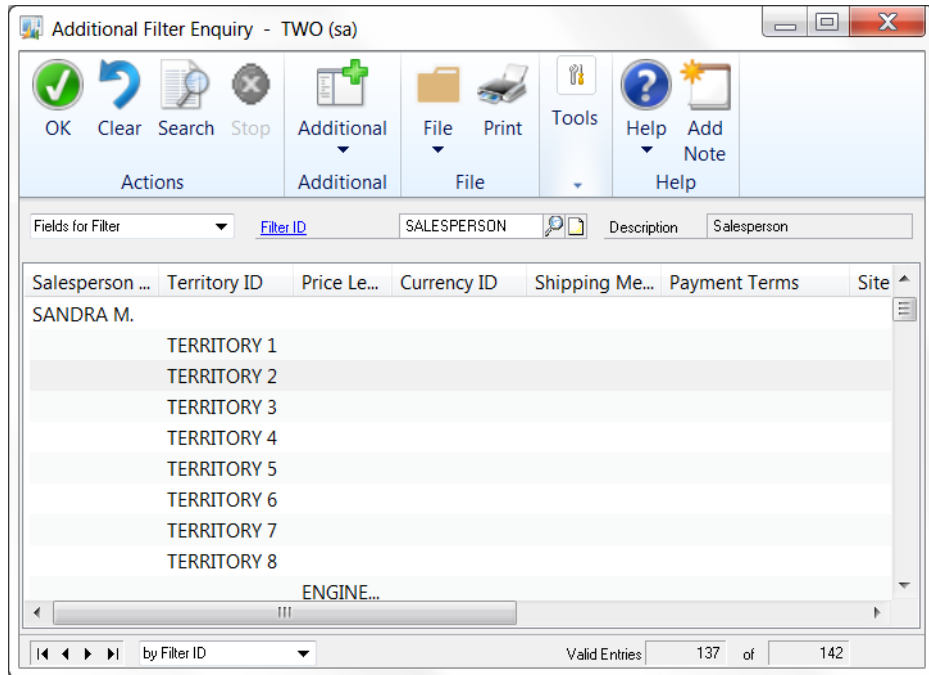 Additional Filter Enquiry - TWO (sa)
OK Clear Search Stop Additional File Print Tools Help Add Note
Actions Additional File Help
Fields for Filter Filter ID SALESPERSON Description Salesperson
Salesperson ... Territory ID Price Le... Currency ID Shipping Me... Payment Terms Site
SANDRA M.
TERRITORY 1
TERRITORY 2
TERRITORY 3
TERRITORY 4
TERRITORY 5
TERRITORY 6
TERRITORY 7
TERRITORY 8
ENGINE...
by Filter ID Valid Entries 137 of 142